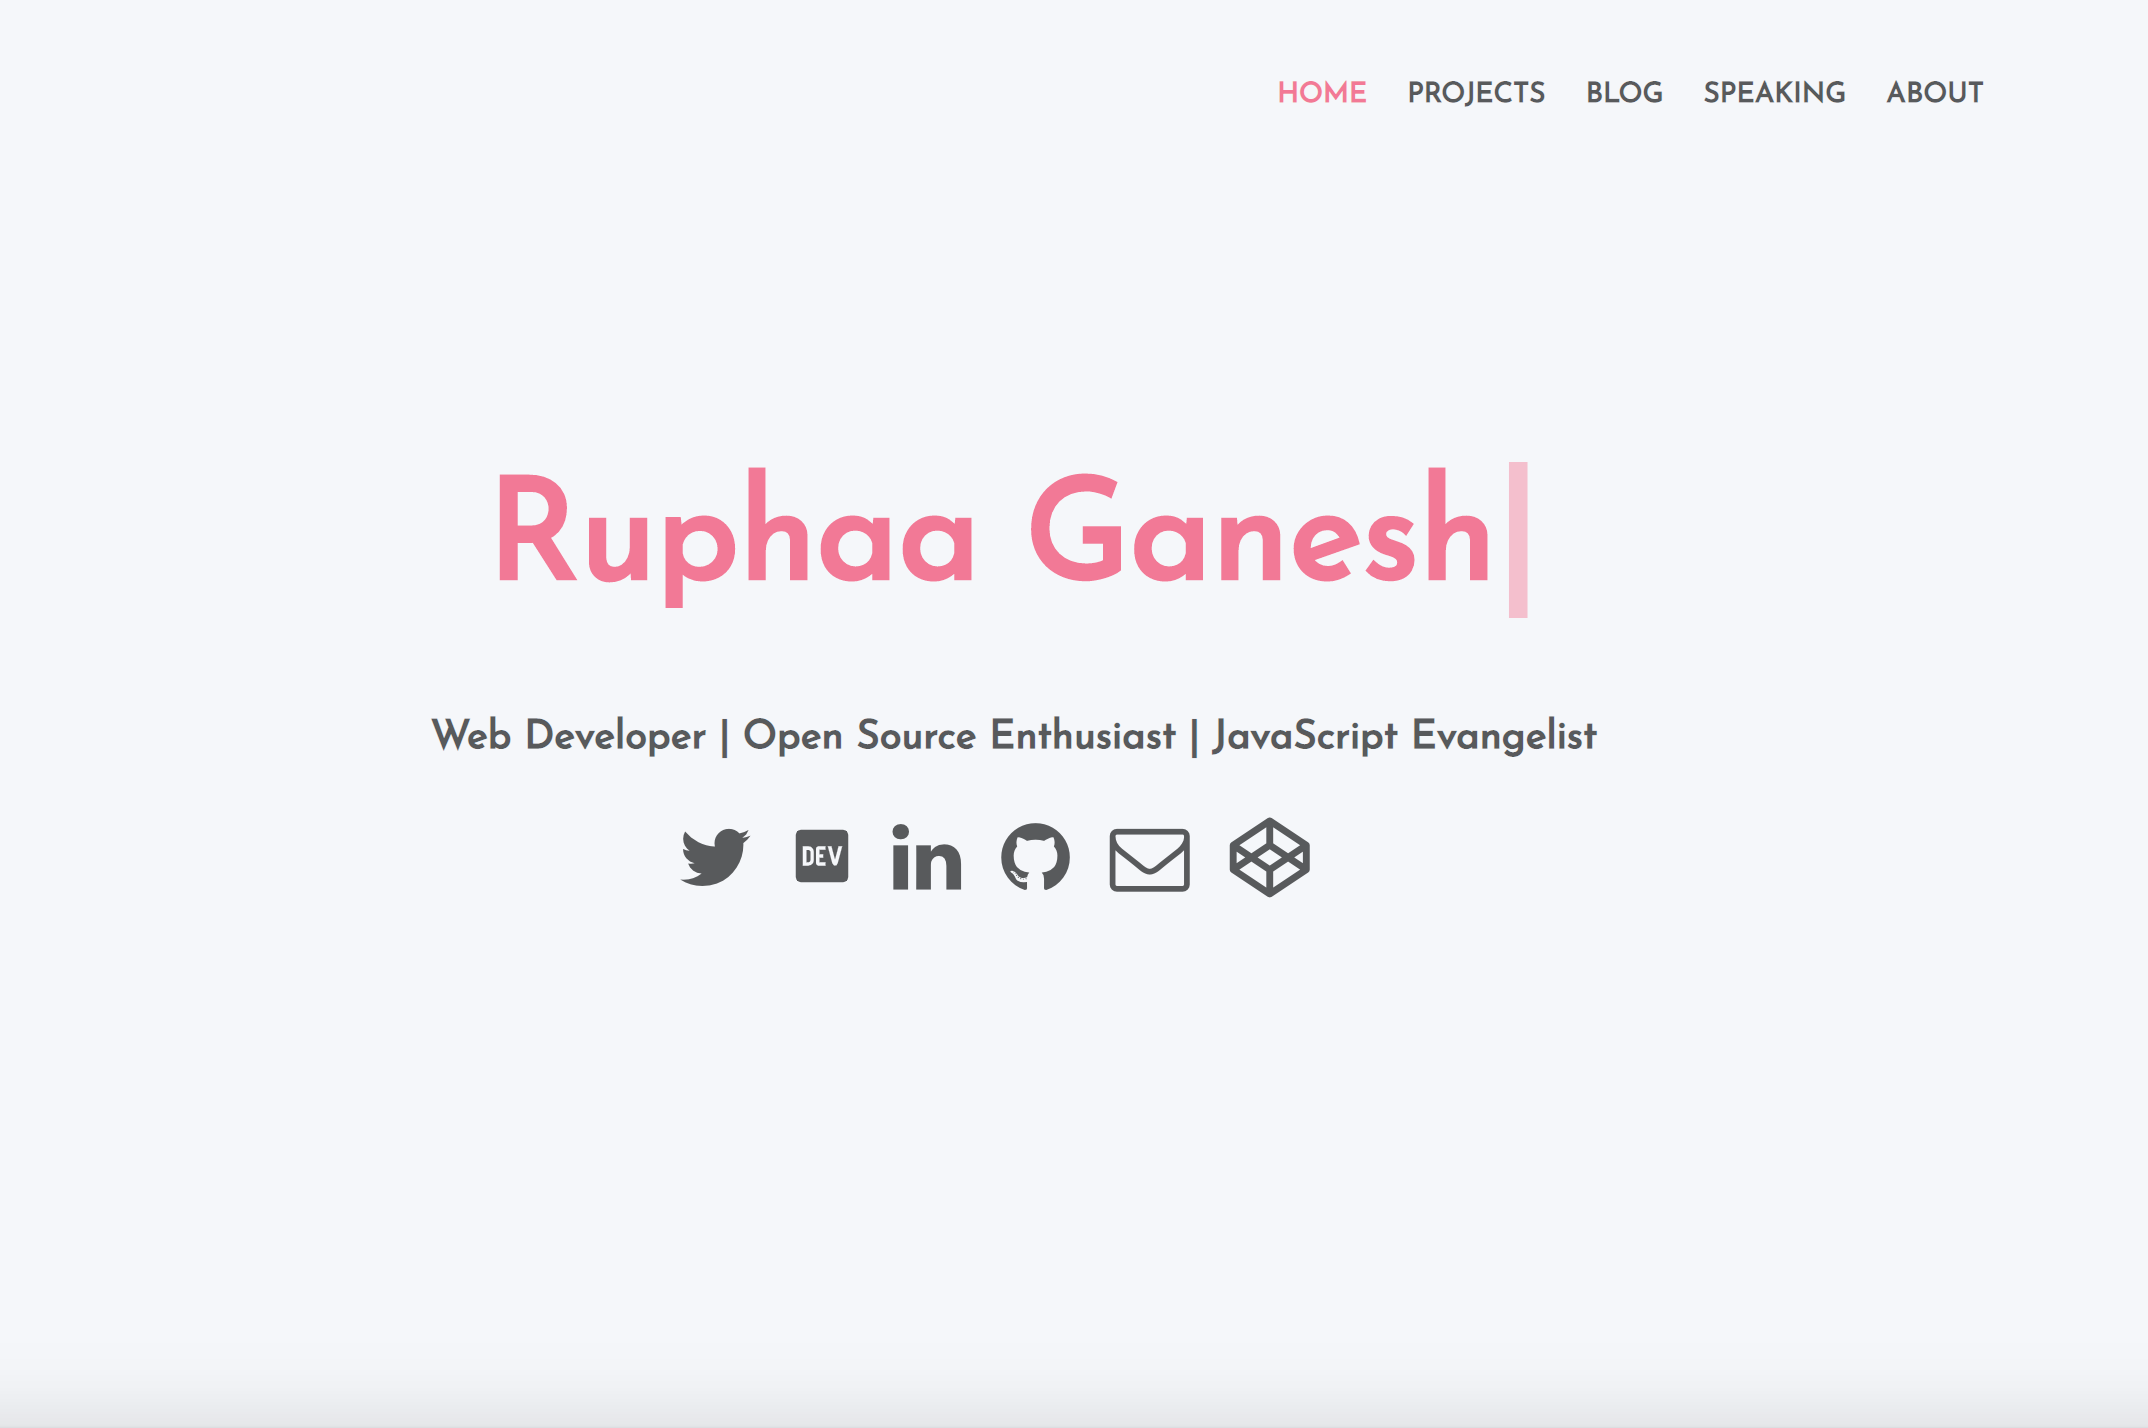 HOME PROJECTS BLOG SPEAKING ABOUT
Ruphaa Ganesh
Web Developer | Open Source Enthusiast | JavaScript Evangelist
DEV in